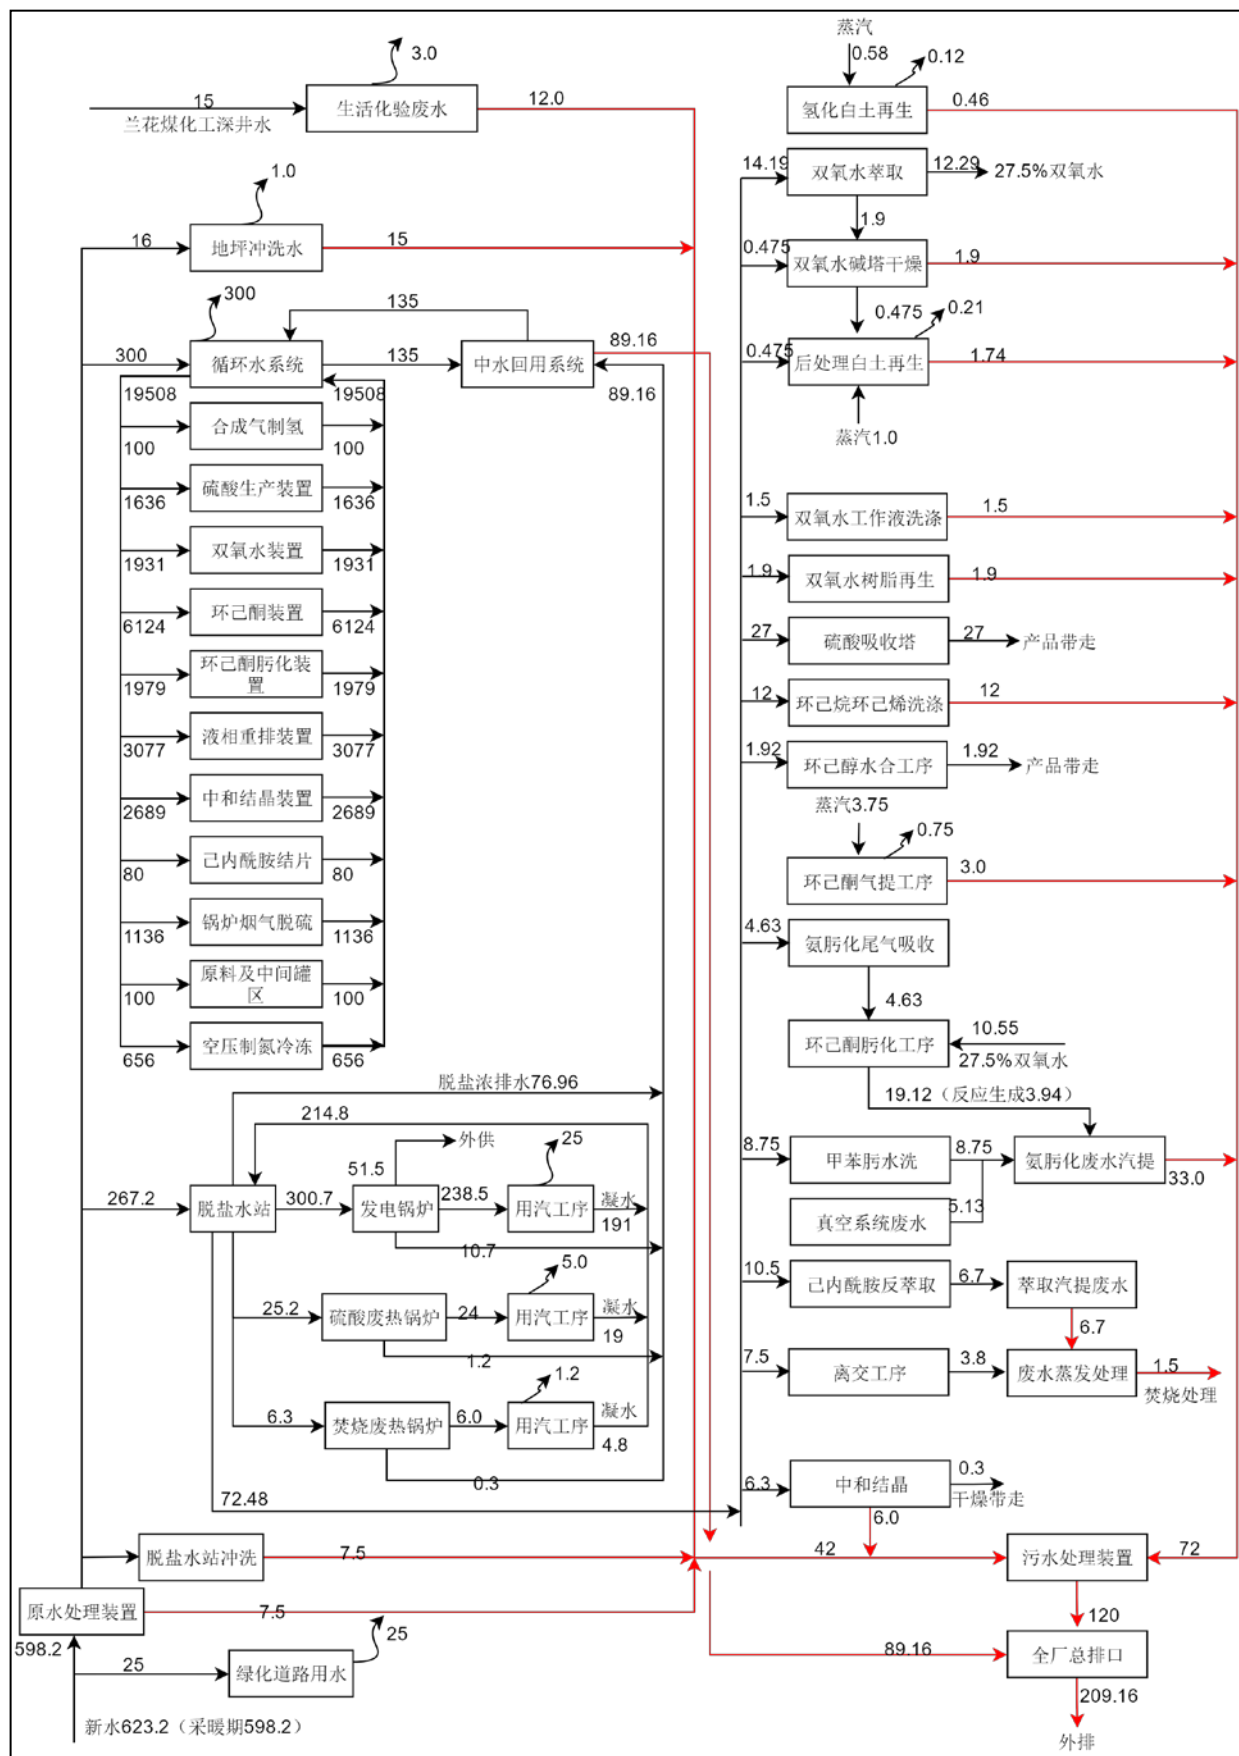 3.0
15
兰花煤化工深井水
生活化验废水
12.0
1.0
16
地坪冲洗水
15
300
135
300
循环水系统
135
中水回用系统
89.16
19508
19508
89.16
合成气制氢
100
100
硫酸生产装置
1636
1636
双氧水装置
1931
1931
环己酮装置
6124
6124
环己酮肟化装
置
1979
1979
液相重排装置
3077
3077
中和结晶装置
2689
2689
己内酰胺结片
80
80
锅炉烟气脱硫
1136
1136
原料及中间罐
区
100
100
空压制氮冷冻
656
656
脱盐浓排水76.96
214.8
外供
25
51.5
267.2
脱盐水站
300.7
发电锅炉
238.5
用汽工序
凝水
191
10.7
5.0
25.2
硫酸废热锅炉
24
用汽工序
凝水
19
1.2
1.2
6.3
焚烧废热锅炉
6.0
用汽工序
凝水
4.8
0.3
72.48
脱盐水站冲洗
7.5
原水处理装置
7.5
598.2
25
绿化道路用水
25
新水623.2（采暖期598.2）
蒸汽
0.58
0.12
氢化白土再生
0.46
14.19
双氧水萃取
12.29
27.5%双氧水
1.9
0.475
双氧水碱塔干燥
1.9
0.475
0.21
0.475
后处理白土再生
1.74
蒸汽1.0
1.5
双氧水工作液洗涤
1.5
1.9
双氧水树脂再生
1.9
27
硫酸吸收塔
27
产品带走
12
环己烷环己烯洗涤
12
1.92
环己醇水合工序
1.92
产品带走
蒸汽3.75
0.75
环己酮气提工序
3.0
4.63
氨肟化尾气吸收
4.63
环己酮肟化工序
10.55
27.5%双氧水
19.12（反应生成3.94）
8.75
甲苯肟水洗
8.75
氨肟化废水汽提
33.0
真空系统废水
5.13
10.5
己内酰胺反萃取
6.7
萃取汽提废水
6.7
7.5
离交工序
3.8
废水蒸发处理
1.5
焚烧处理
6.3
中和结晶
0.3
干燥带走
6.0
42
污水处理装置
72
120
89.16
全厂总排口
209.16
外排